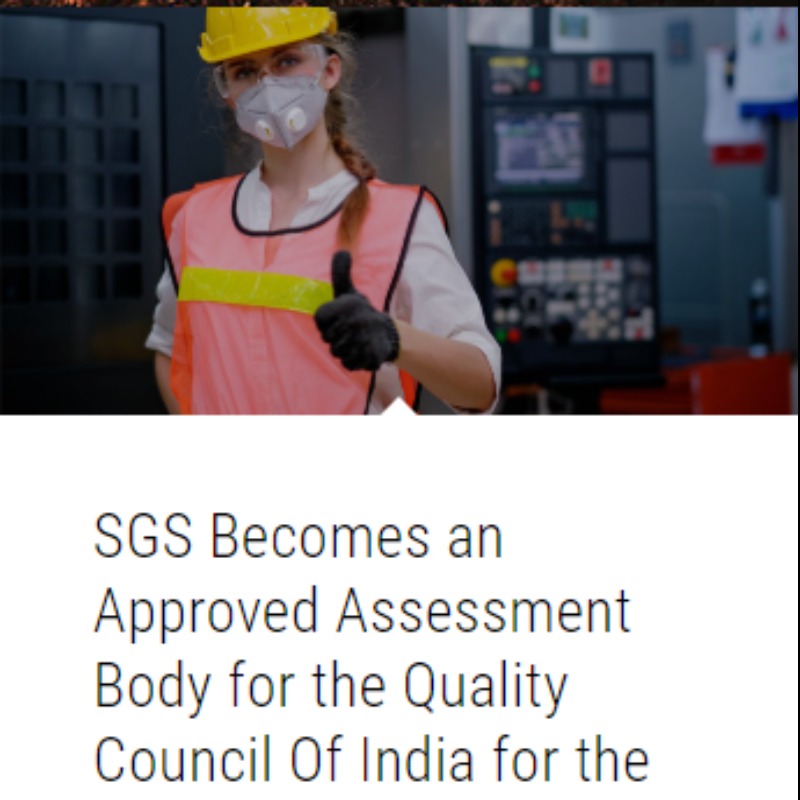 SGS Becomes an
Approved Assessment
Body for the Quality
Council Of India for the